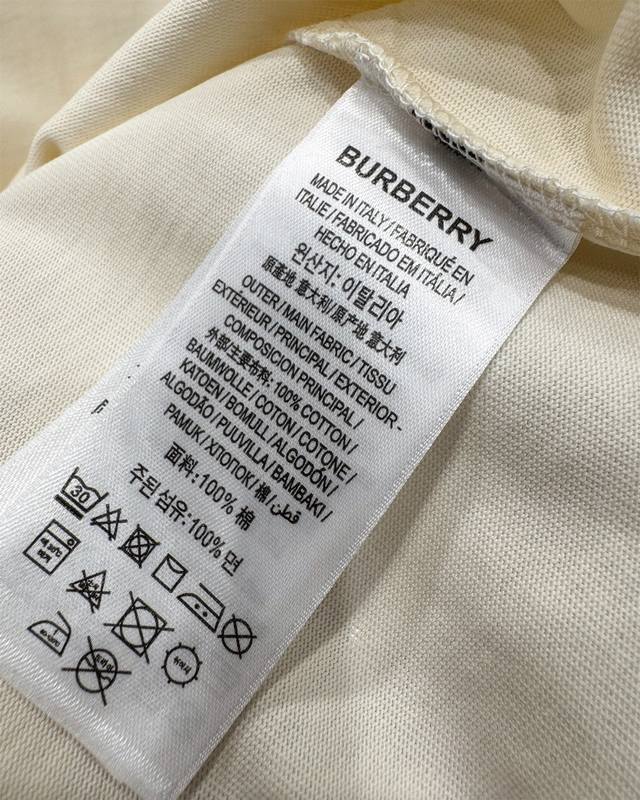 BURBERRY
MADE IN ITALY / FABRIQUÉ EN
ITALIE / FABRICADO EM ITÁLIA /
HECHO EN ITALIA
원산지: 이탈리아
原產地 意大利/原产地 意大利
OUTER / MAIN FABRIC / TISSU
EXTERIEUR / PRINCIPAL / EXTERIOR -
COMPOSICION PRINCIPAL /
外部/主要布料: 100% COTTON /
BAUMWOLLE / COTON / COTONE /
KATOEN / BOMULL / ALGODÓN /
ALGODÃO / PUUVILLA / BAMBAKI /
PAMUK / ХЛОПОК / 棉 / قطن
面料: 100% 棉
주된 섬유: 100% 면
30